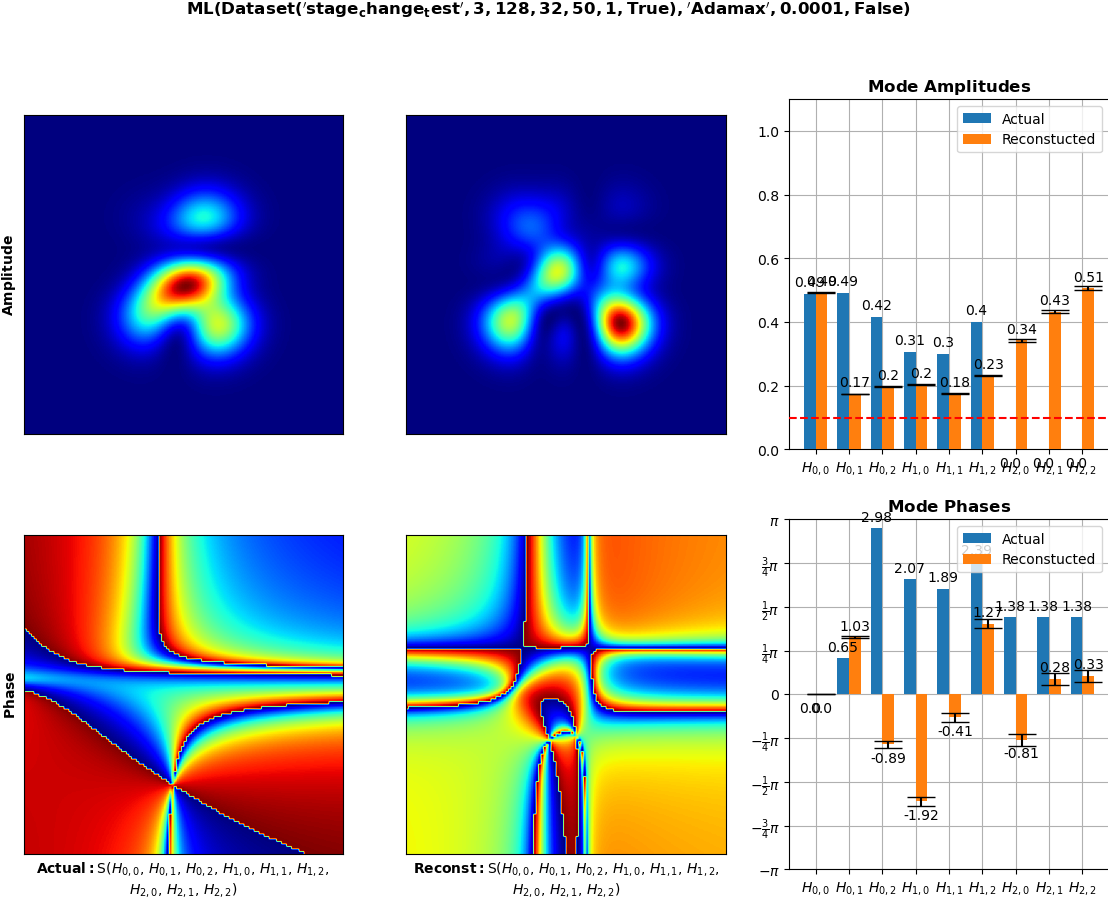 ML(Dataset('stage_change_test', 3, 128, 32, 50, 1, True), 'Adamax', 0.0001, False)
Amplitude
Mode Amplitudes
Actual
Reconstucted
1.0
0.8
0.6
0.4
0.2
0.0
0.49 0.49 0.49 0.17 0.42 0.2 0.31 0.2 0.3 0.18 0.4 0.23 0.0 0.34 0.0 0.43 0.0 0.51
H0,0 H0,1 H0,2 H1,0 H1,1 H1,2 H2,0 H2,1 H2,2
Phase
Mode Phases
Actual
Reconstucted
π
3/4π
1/2π
1/4π
0
−1/4π
−1/2π
−3/4π
−π
0.0 0.0 0.65 1.03 2.98 -0.89 2.07 -1.92 1.89 -0.41 2.39 1.27 1.38 -0.81 1.38 0.28 1.38 0.33
H0,0 H0,1 H0,2 H1,0 H1,1 H1,2 H2,0 H2,1 H2,2
Actual: S(H0,0, H0,1, H0,2, H1,0, H1,1, H1,2,
H2,0, H2,1, H2,2)
Reconst: S(H0,0, H0,1, H0,2, H1,0, H1,1, H1,2,
H2,0, H2,1, H2,2)